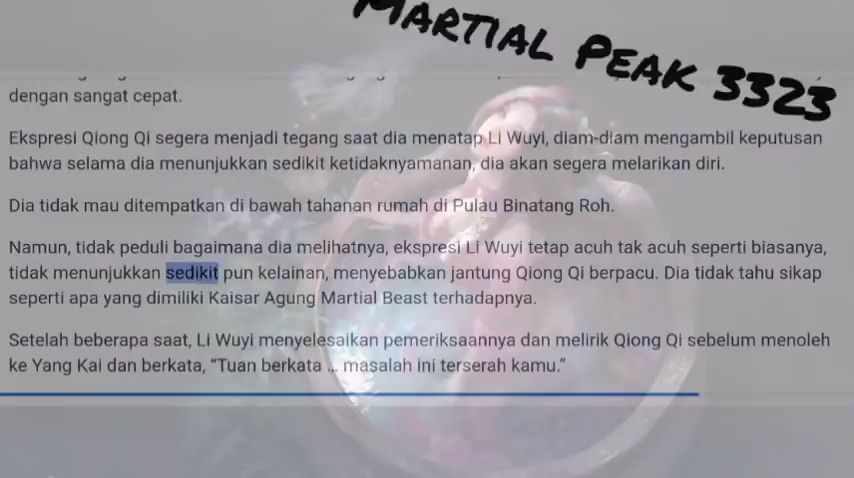 MARTIAL PEAK 3323
dengan sangat cepat.
Ekspresi Qiong Qi segera menjadi tegang saat dia menatap Li Wuyi, diam-diam mengambil keputusan
bahwa selama dia menunjukkan sedikit ketidaknyamanan, dia akan segera melarikan diri.
Dia tidak mau ditempatkan di bawah tahanan rumah di Pulau Binatang Roh.
Namun, tidak peduli bagaimana dia melihatnya, ekspresi Li Wuyi tetap acuh tak acuh seperti biasanya,
tidak menunjukkan sedikit pun kelainan, menyebabkan jantung Qiong Qi berpacu. Dia tidak tahu sikap
seperti apa yang dimiliki Kaisar Agung Martial Beast terhadapnya.
Setelah beberapa saat, Li Wuyi menyelesaikan pemeriksaannya dan melirik Qiong Qi sebelum menoleh
ke Yang Kai dan berkata, “Tuan berkata ... masalah ini terserah kamu.”